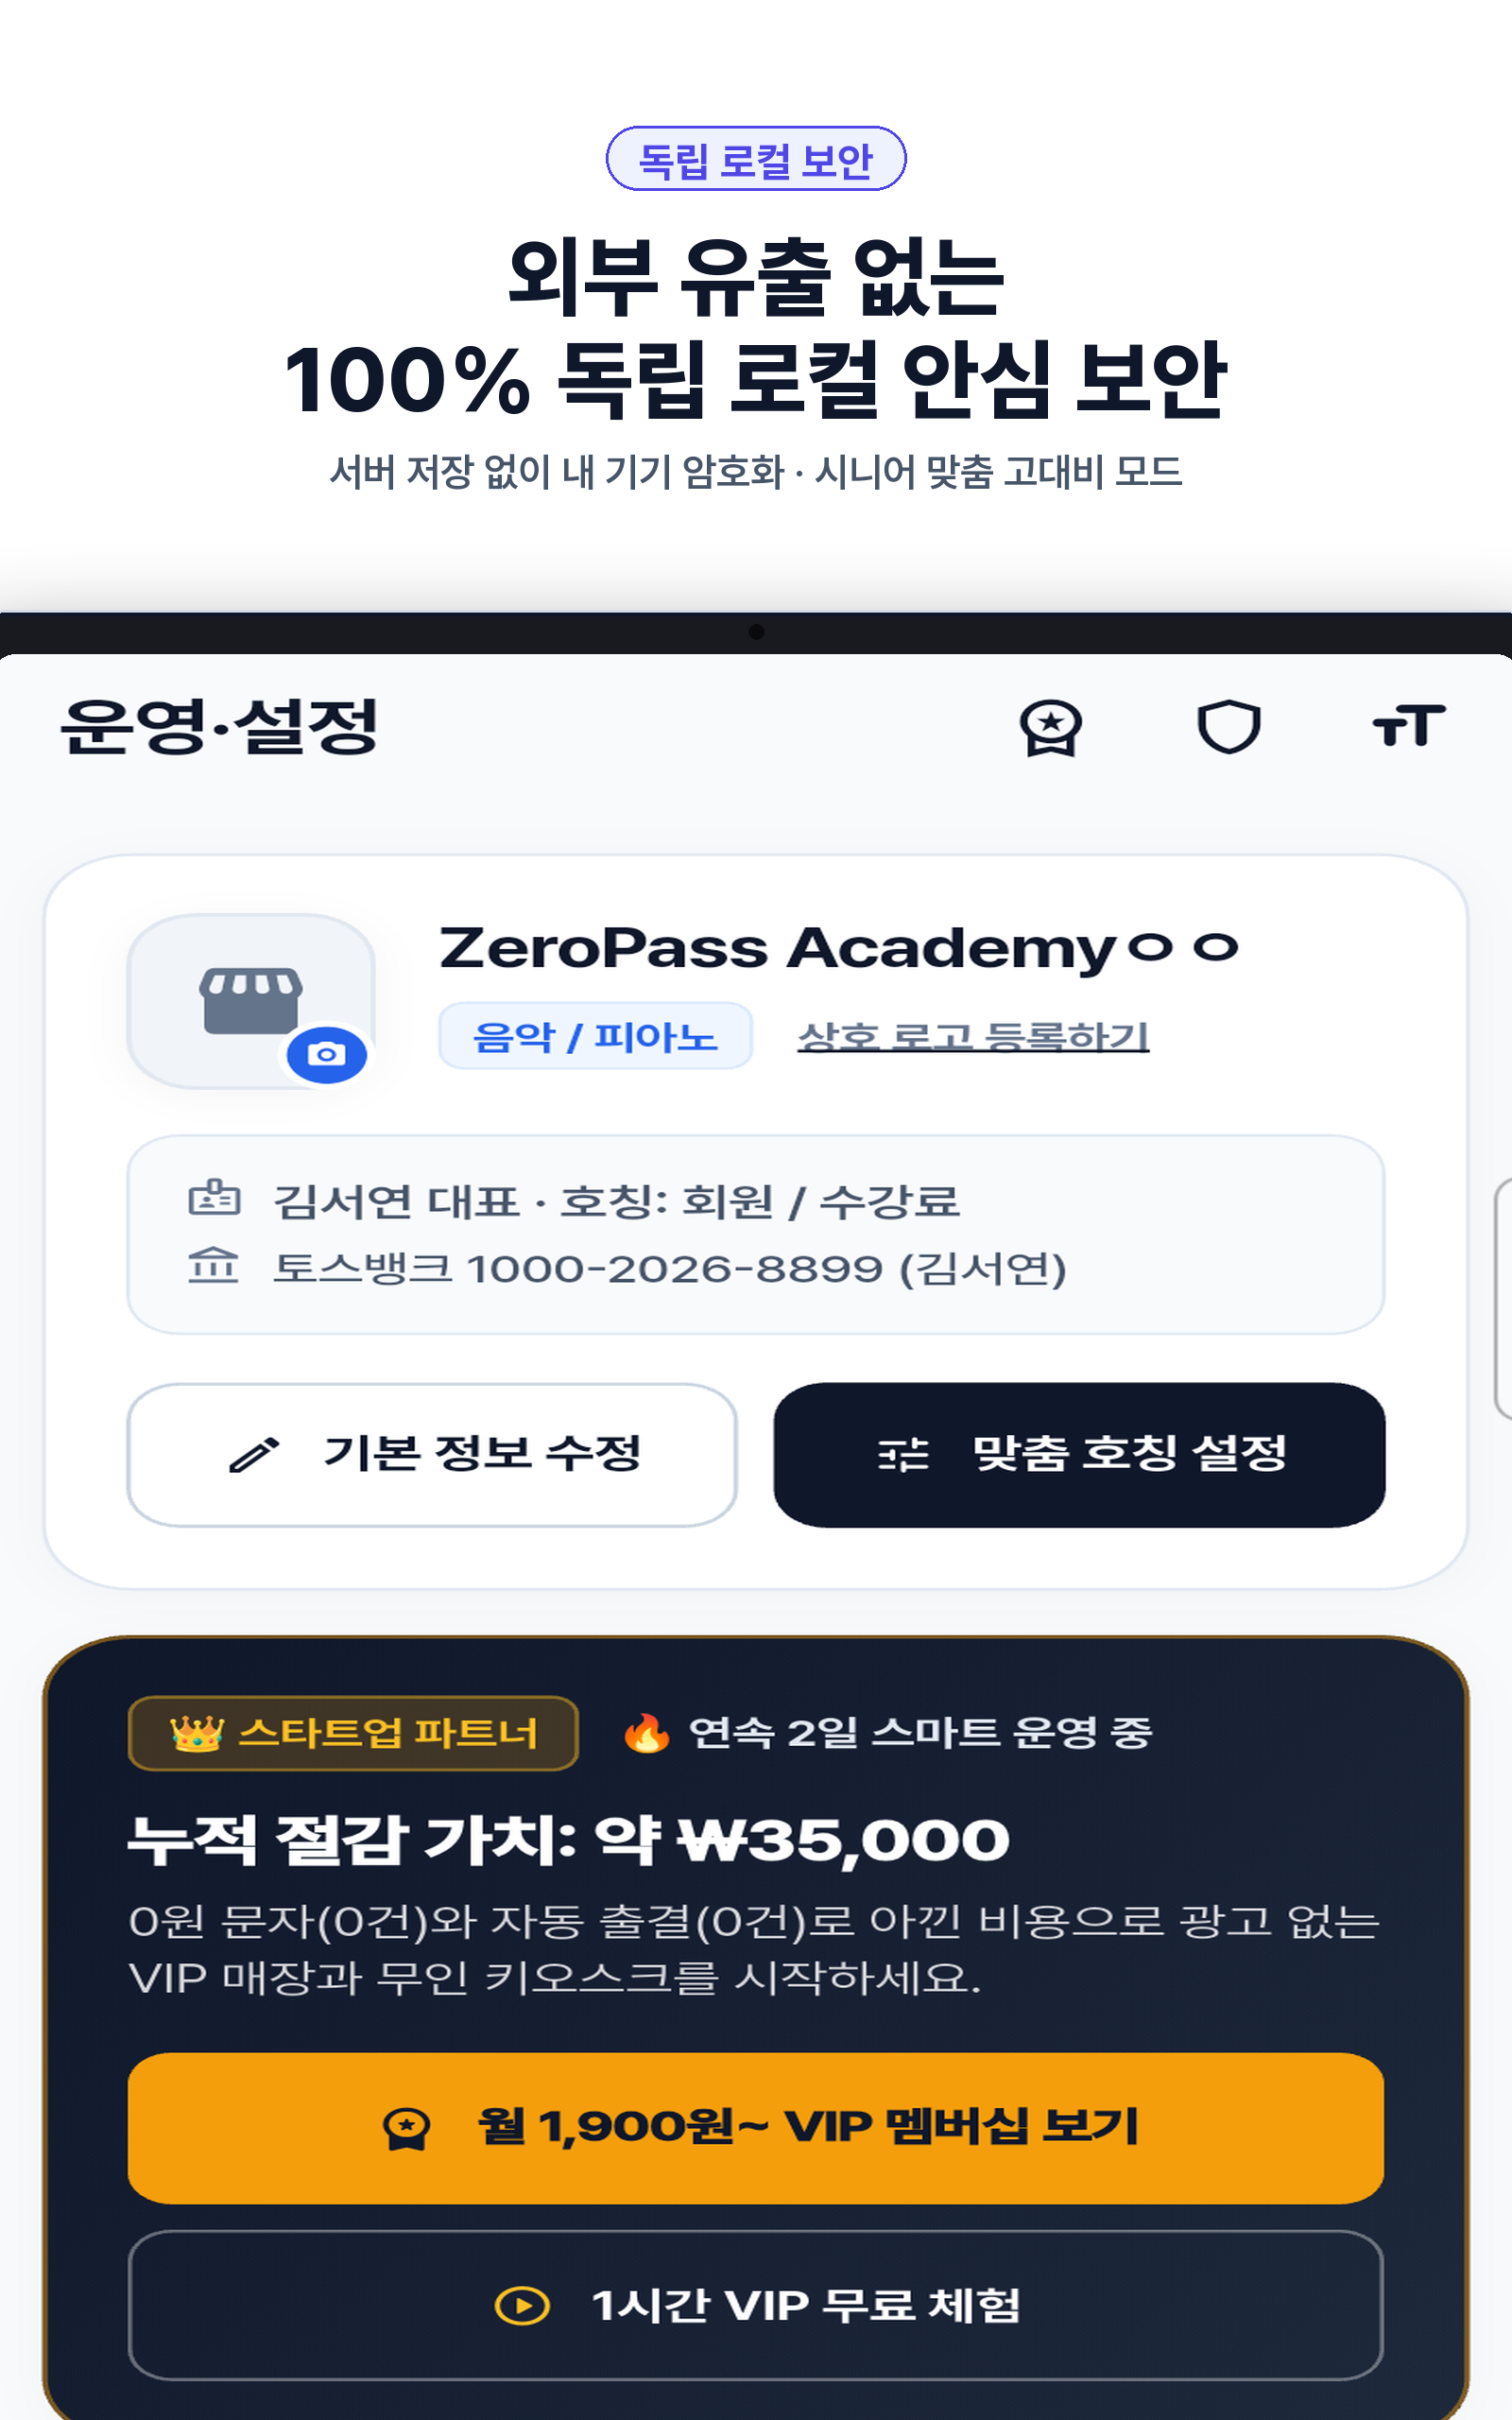 독립 로컬 보안
외부 유출 없는
100% 독립 로컬 안심 보안
서버 저장 없이 내 기기 암호화 · 시니어 맞춤 고대비 모드
운영·설정
ZeroPass Academyㅇㅇ
음악 / 피아노 상호 로고 등록하기
김서연 대표 · 호칭: 회원 / 수강료
토스뱅크 1000-2026-8899 (김서연)
기본 정보 수정 맞춤 호칭 설정
👑 스타트업 파트너 🔥 연속 2일 스마트 운영 중
누적 절감 가치: 약 ₩35,000
0원 문자(0건)와 자동 출결(0건)로 아낀 비용으로 광고 없는
VIP 매장과 무인 키오스크를 시작하세요.
월 1,900원~ VIP 멤버십 보기
1시간 VIP 무료 체험